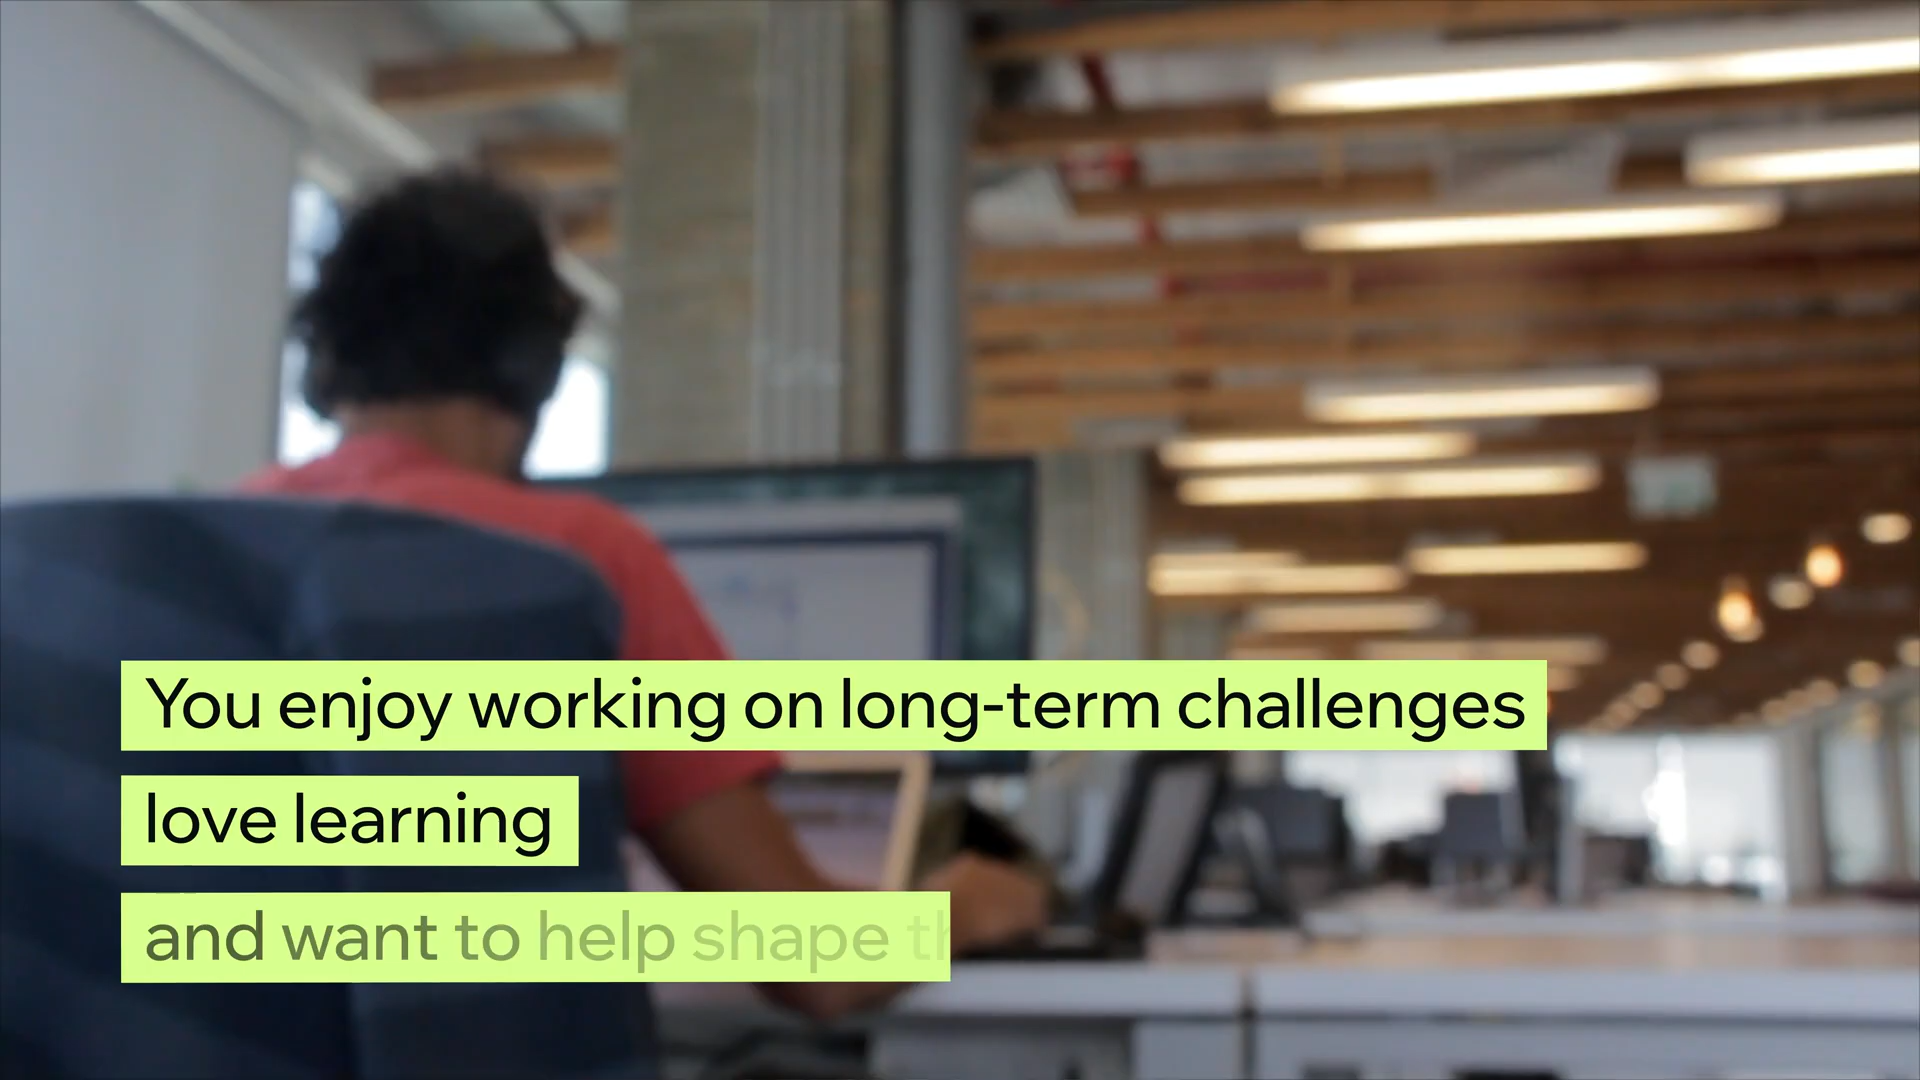 You enjoy working on long-term challenges
love learning
and want to help shape